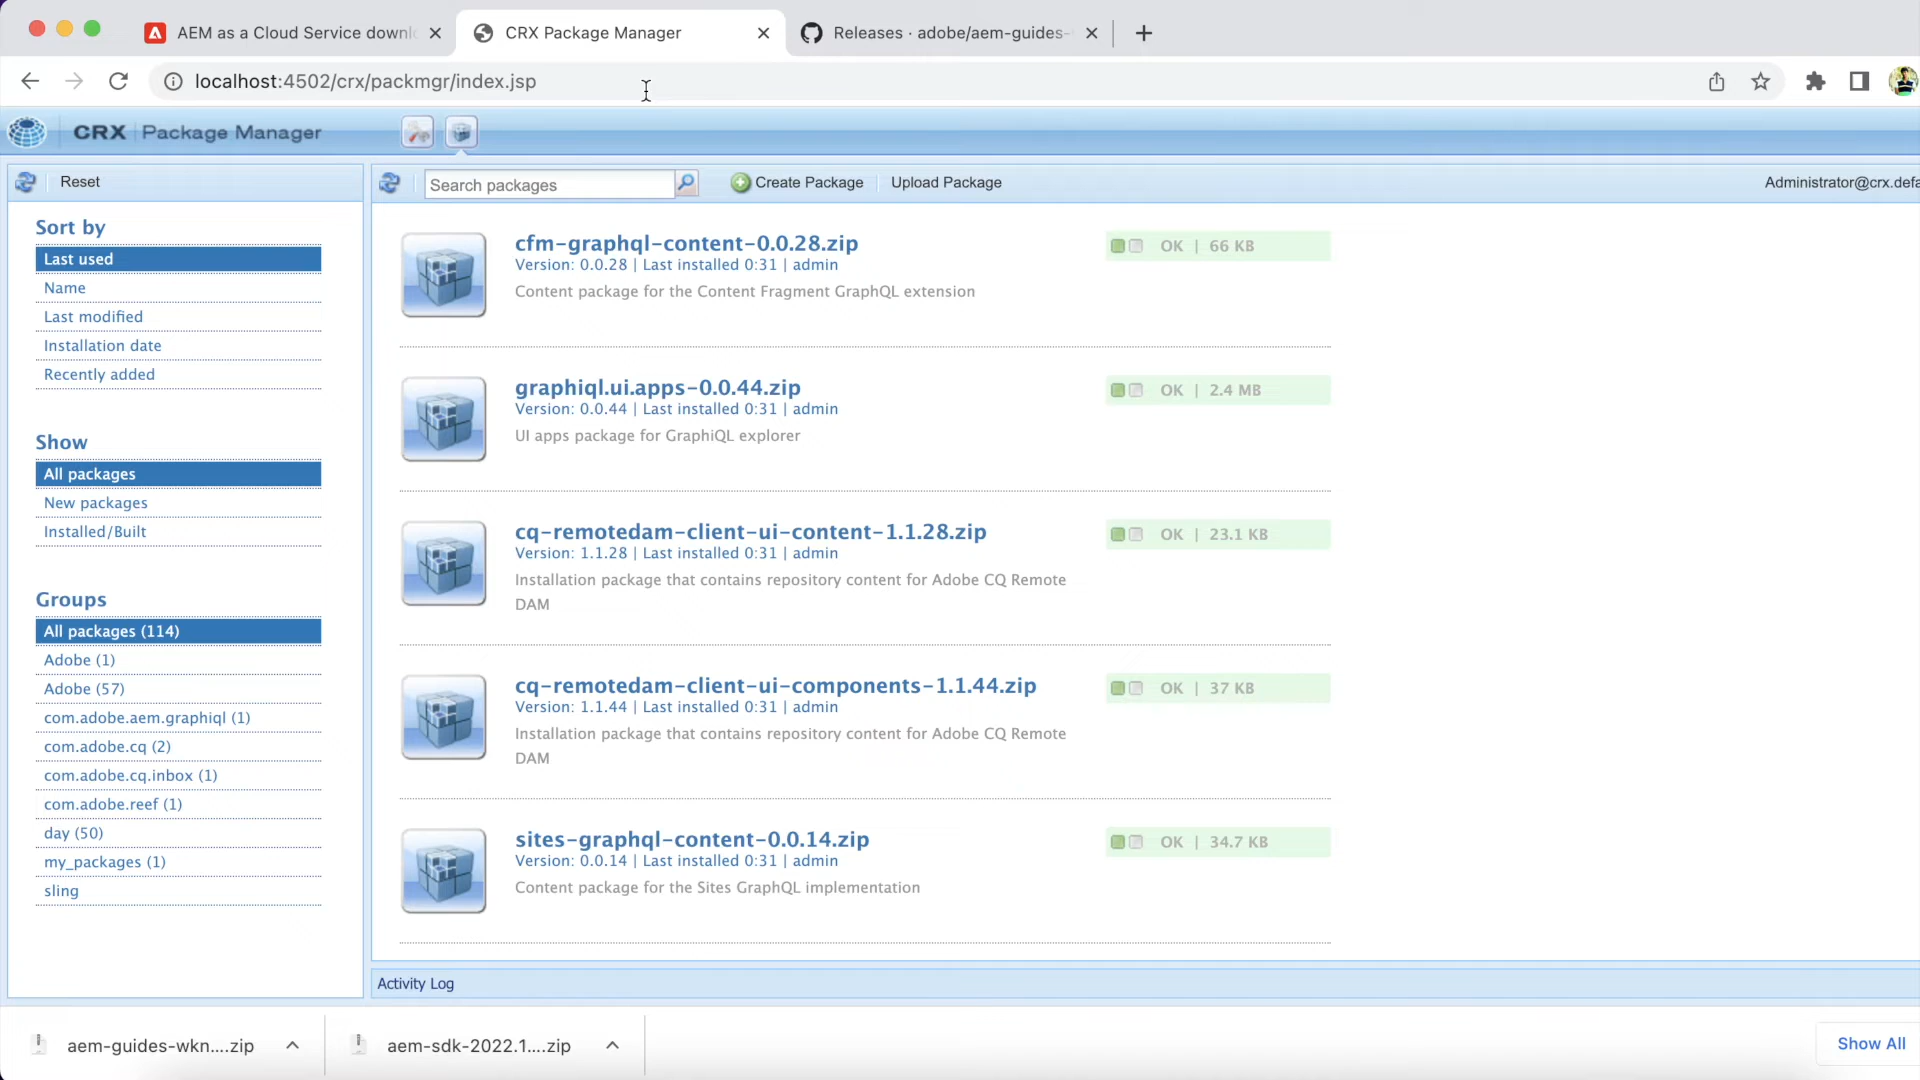 AEM as a Cloud Service downl
CRX Package Manager
Releases · adobe/aem-guides-
localhost:4502/crx/packmgr/index.jsp
CRX Package Manager
Reset
Search packages
Create Package
Upload Package
Administrator@crx.defa
Sort by
Last used
Name
Last modified
Installation date
Recently added
Show
All packages
New packages
Installed/Built
Groups
All packages (114)
Adobe (1)
Adobe (57)
com.adobe.aem.graphiql (1)
com.adobe.cq (2)
com.adobe.cq.inbox (1)
com.adobe.reef (1)
day (50)
my_packages (1)
sling
cfm-graphql-content-0.0.28.zip
Version: 0.0.28 | Last installed 0:31 | admin
Content package for the Content Fragment GraphQL extension
OK | 66 KB
graphiql.ui.apps-0.0.44.zip
Version: 0.0.44 | Last installed 0:31 | admin
UI apps package for GraphiQL explorer
OK | 2.4 MB
cq-remotedam-client-ui-content-1.1.28.zip
Version: 1.1.28 | Last installed 0:31 | admin
Installation package that contains repository content for Adobe CQ Remote
DAM
OK | 23.1 KB
cq-remotedam-client-ui-components-1.1.44.zip
Version: 1.1.44 | Last installed 0:31 | admin
Installation package that contains repository content for Adobe CQ Remote
DAM
OK | 37 KB
sites-graphql-content-0.0.14.zip
Version: 0.0.14 | Last installed 0:31 | admin
Content package for the Sites GraphQL implementation
OK | 34.7 KB
Activity Log
aem-guides-wkn....zip
aem-sdk-2022.1....zip
Show All